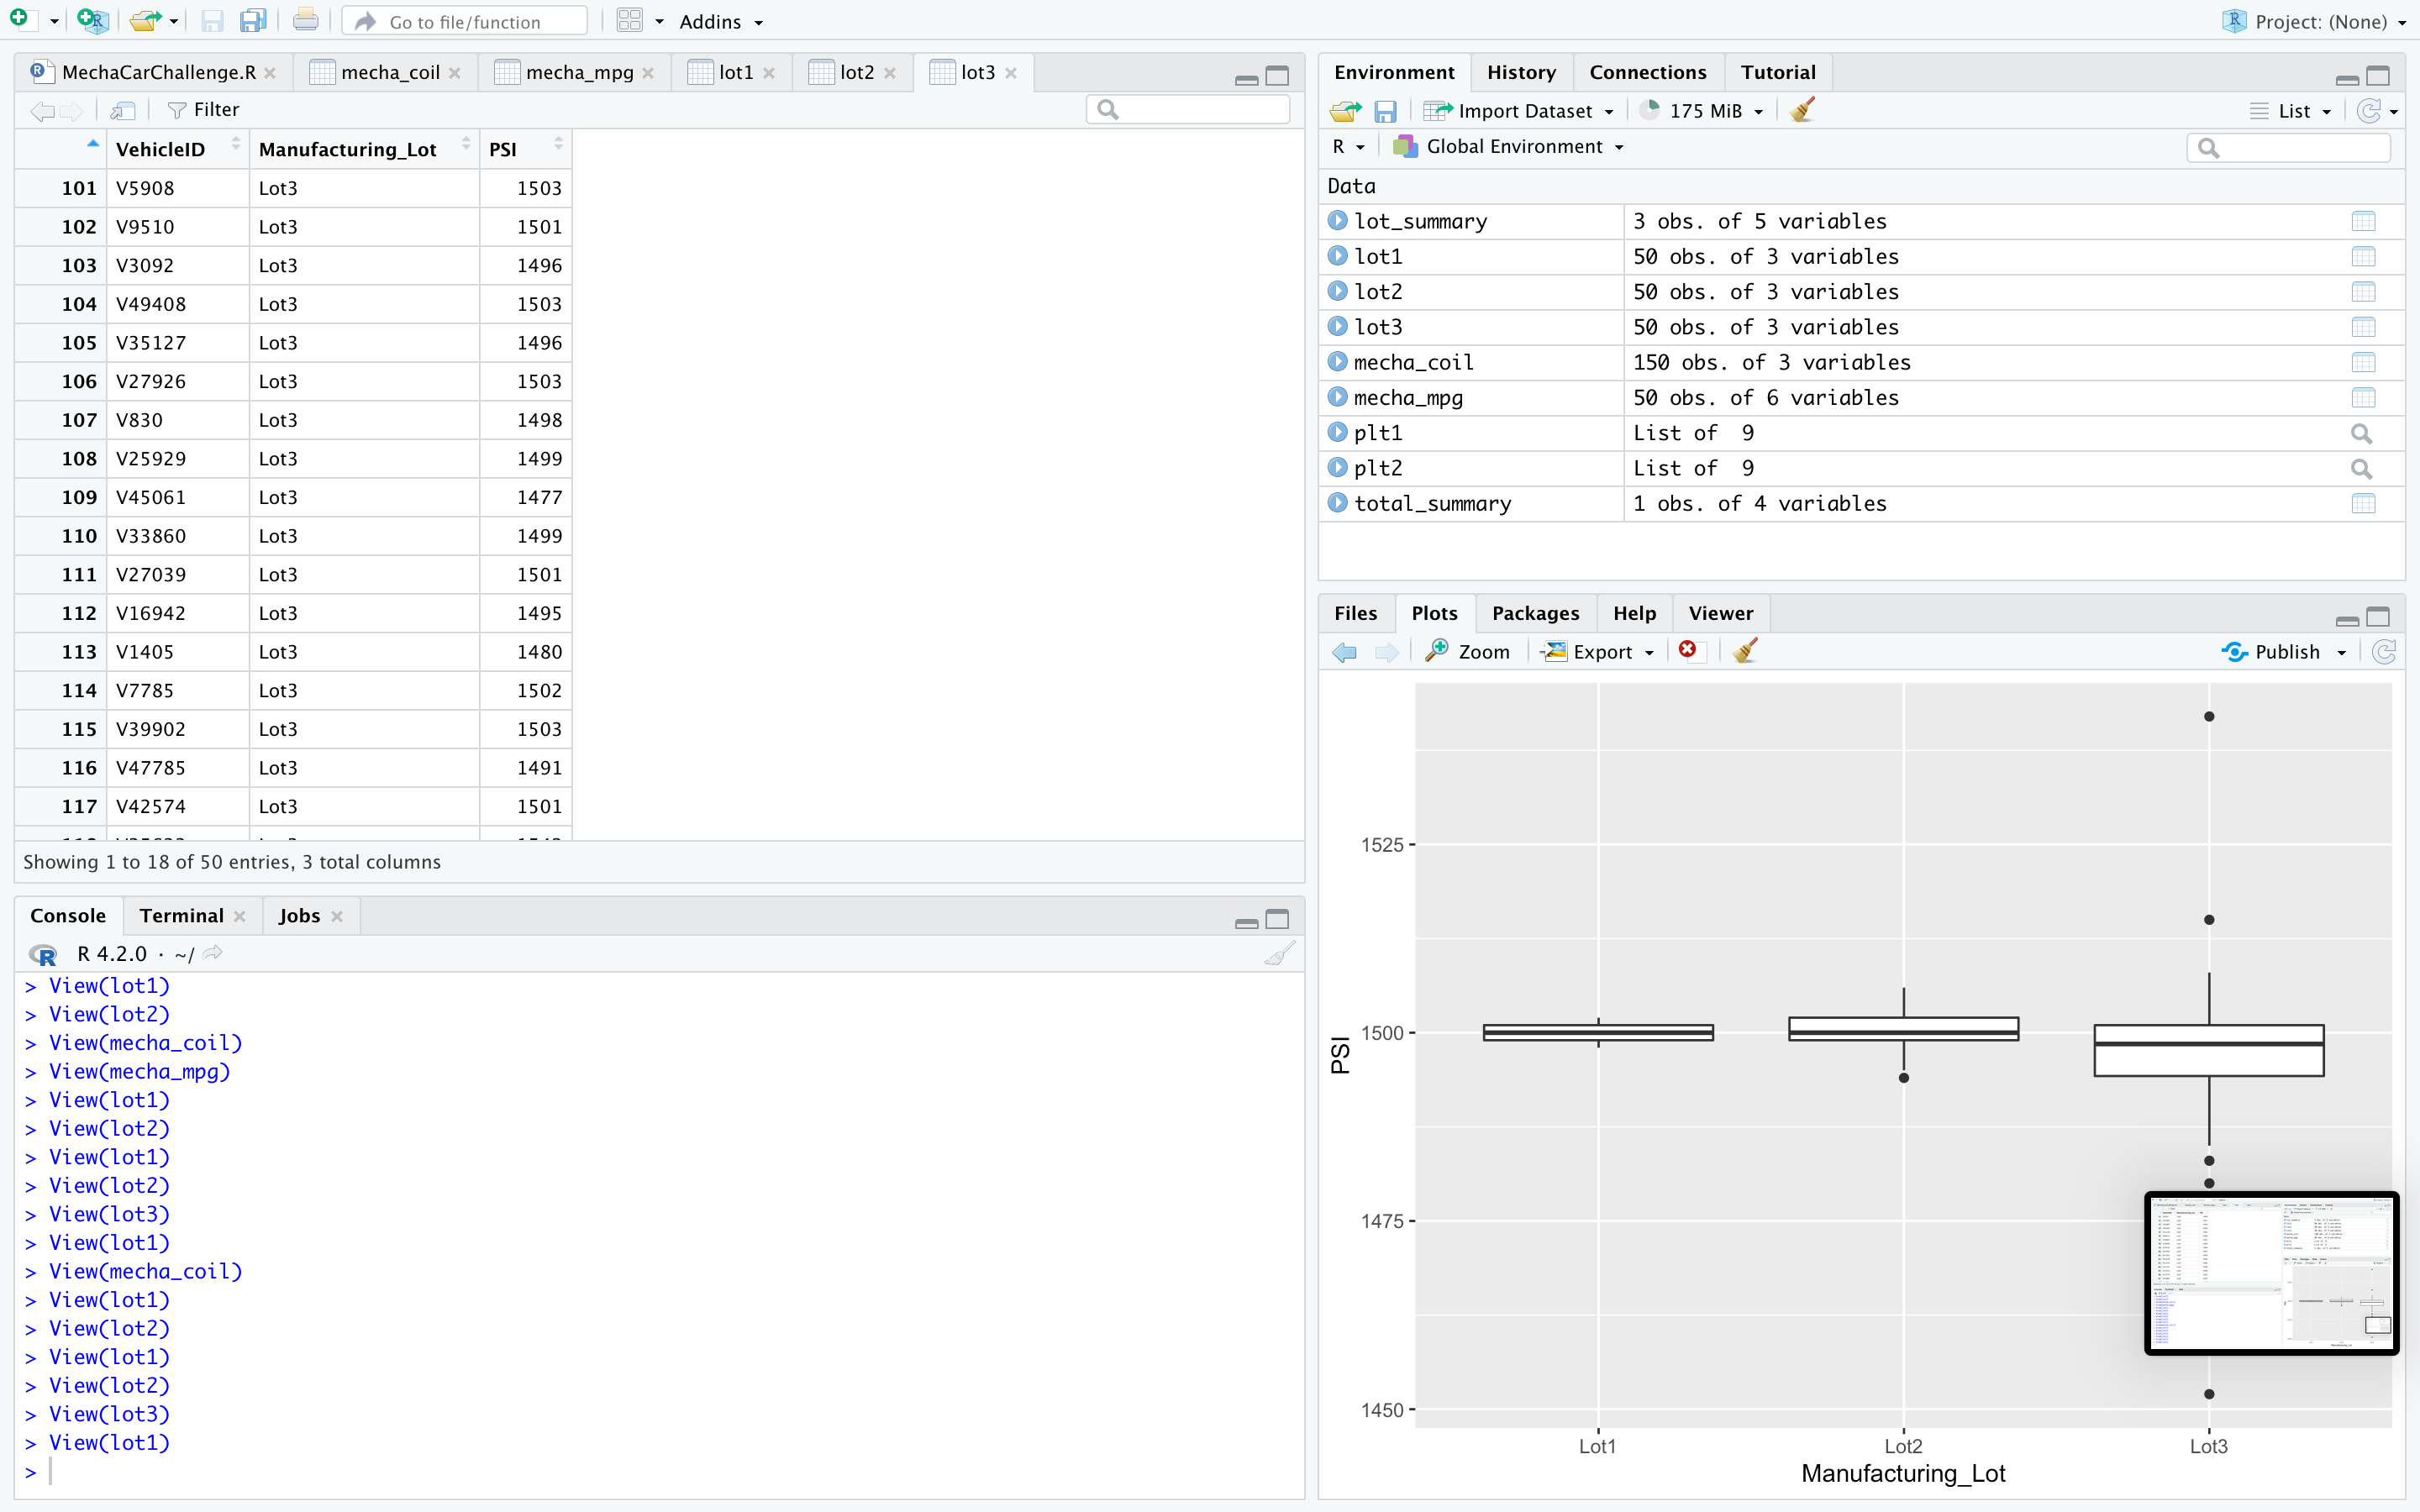 Go to file/function Addins Project: (None)
MechaCarChallenge.R mecha_coil mecha_mpg lot1 lot2 lot3
Filter
VehicleID Manufacturing_Lot PSI
101 V5908 Lot3 1503
102 V9510 Lot3 1501
103 V3092 Lot3 1496
104 V49408 Lot3 1503
105 V35127 Lot3 1496
106 V27926 Lot3 1503
107 V830 Lot3 1498
108 V25929 Lot3 1499
109 V45061 Lot3 1477
110 V33860 Lot3 1499
111 V27039 Lot3 1501
112 V16942 Lot3 1495
113 V1405 Lot3 1480
114 V7785 Lot3 1502
115 V39902 Lot3 1503
116 V47785 Lot3 1491
117 V42574 Lot3 1501
Showing 1 to 18 of 50 entries, 3 total columns
Console Terminal Jobs
R 4.2.0 · ~/
> View(lot1)
> View(lot2)
> View(mecha_coil)
> View(mecha_mpg)
> View(lot1)
> View(lot2)
> View(lot1)
> View(lot2)
> View(lot3)
> View(lot1)
> View(mecha_coil)
> View(lot1)
> View(lot2)
> View(lot1)
> View(lot2)
> View(lot3)
> View(lot1)
>
Environment History Connections Tutorial
Import Dataset 175 MiB List
R Global Environment
Data
lot_summary 3 obs. of 5 variables
lot1 50 obs. of 3 variables
lot2 50 obs. of 3 variables
lot3 50 obs. of 3 variables
mecha_coil 150 obs. of 3 variables
mecha_mpg 50 obs. of 6 variables
plt1 List of 9
plt2 List of 9
total_summary 1 obs. of 4 variables
Files Plots Packages Help Viewer
Zoom Export Publish
1525
1500
1475
1450
PSI
Lot1 Lot2 Lot3
Manufacturing_Lot